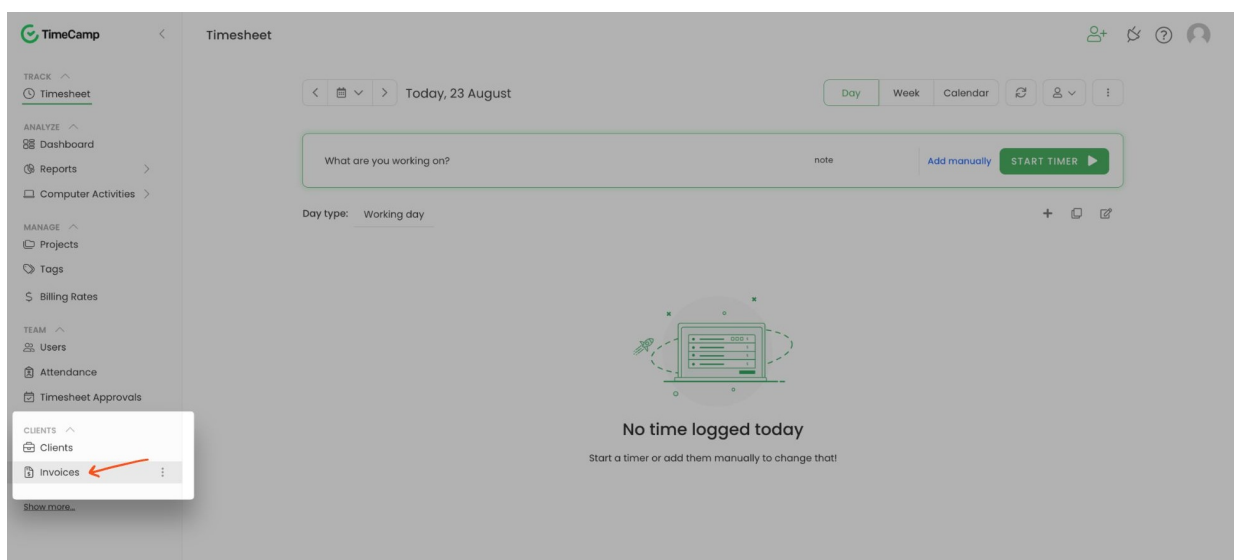 TimeCamp
Timesheet
TRACK
Timesheet
ANALYZE
Dashboard
Reports
Computer Activities
MANAGE
Projects
Tags
Billing Rates
TEAM
Users
Attendance
Timesheet Approvals
CLIENTS
Clients
Invoices
Show more...
Today, 23 August
Day Week Calendar
What are you working on? note Add manually START TIMER
Day type: Working day
No time logged today
Start a timer or add them manually to change that!